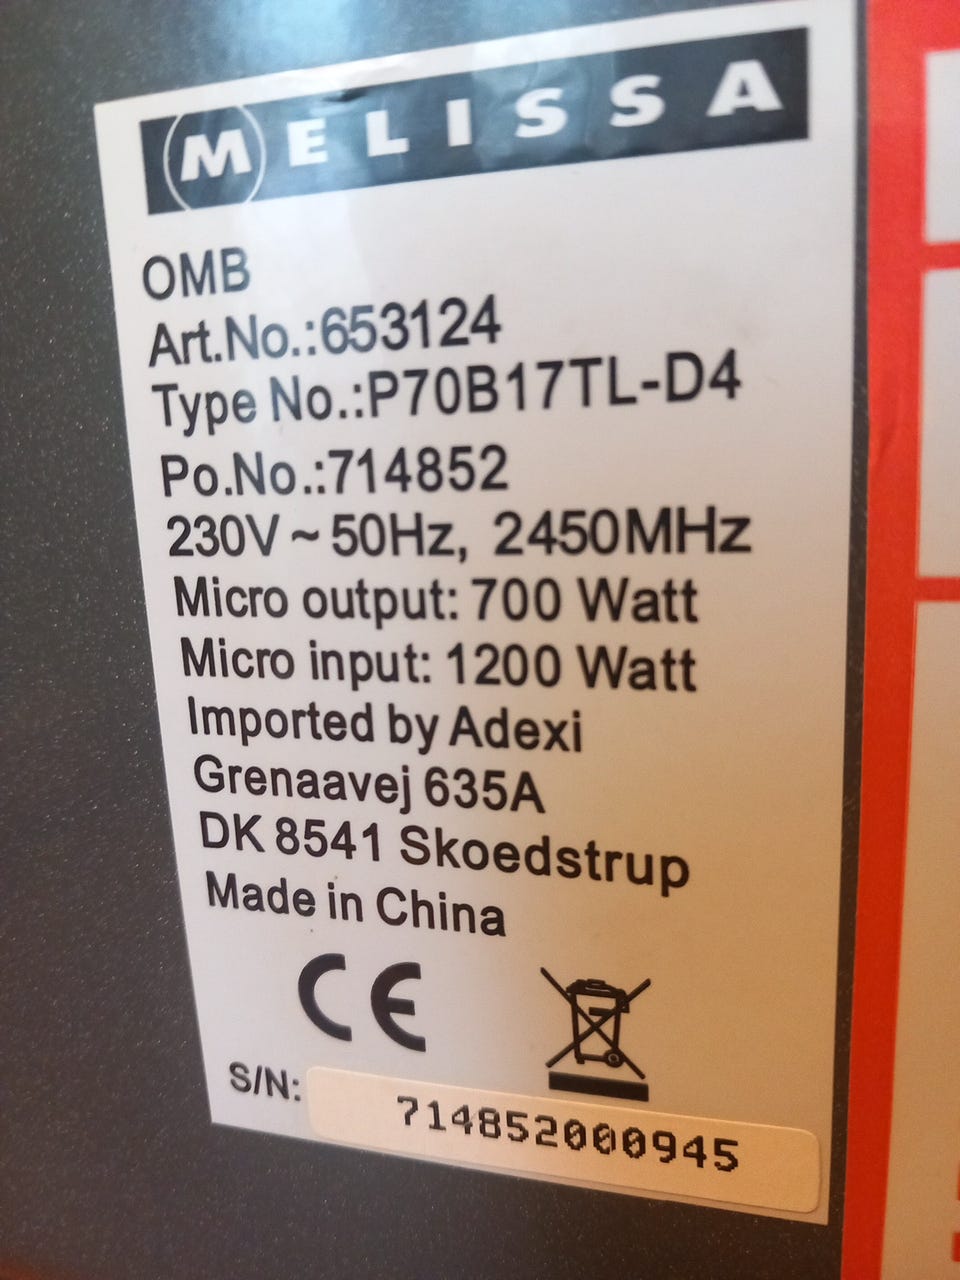 MELISSA
OMB
Art.No.:653124
Type No.:P70B17TL-D4
Po.No.:714852
230V ~ 50Hz, 2450MHz
Micro output: 700 Watt
Micro input: 1200 Watt
Imported by Adexi
Grenaavej 635A
DK 8541 Skoedstrup
Made in China
CE
S/N: 714852000945